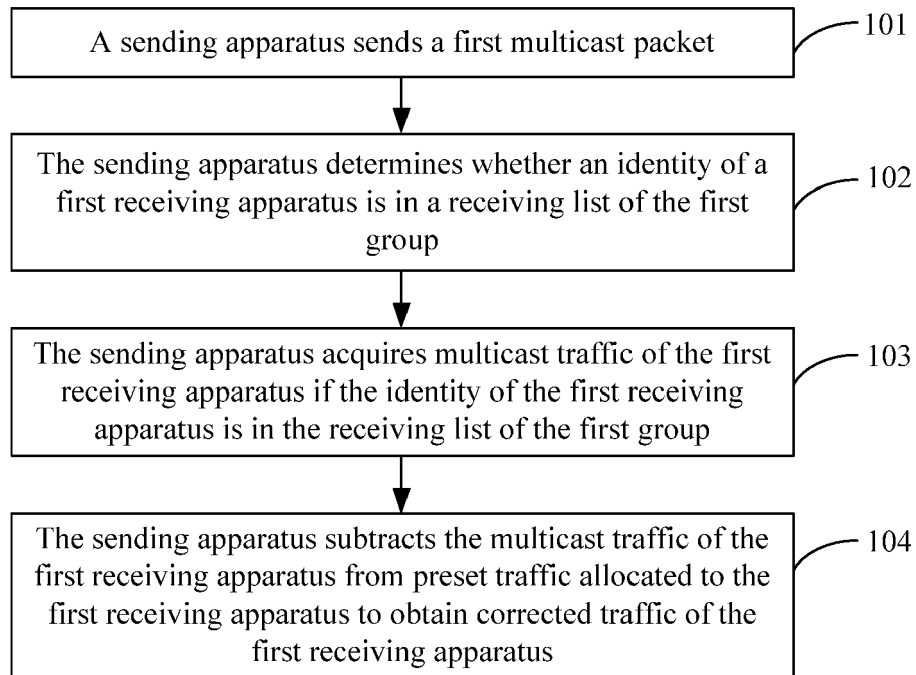 A sending apparatus sends a first multicast packet
101
The sending apparatus determines whether an identity of a
first receiving apparatus is in a receiving list of the first
group
102
The sending apparatus acquires multicast traffic of the first
receiving apparatus if the identity of the first receiving
apparatus is in the receiving list of the first group
103
The sending apparatus subtracts the multicast traffic of the
first receiving apparatus from preset traffic allocated to the
first receiving apparatus to obtain corrected traffic of the
first receiving apparatus
104